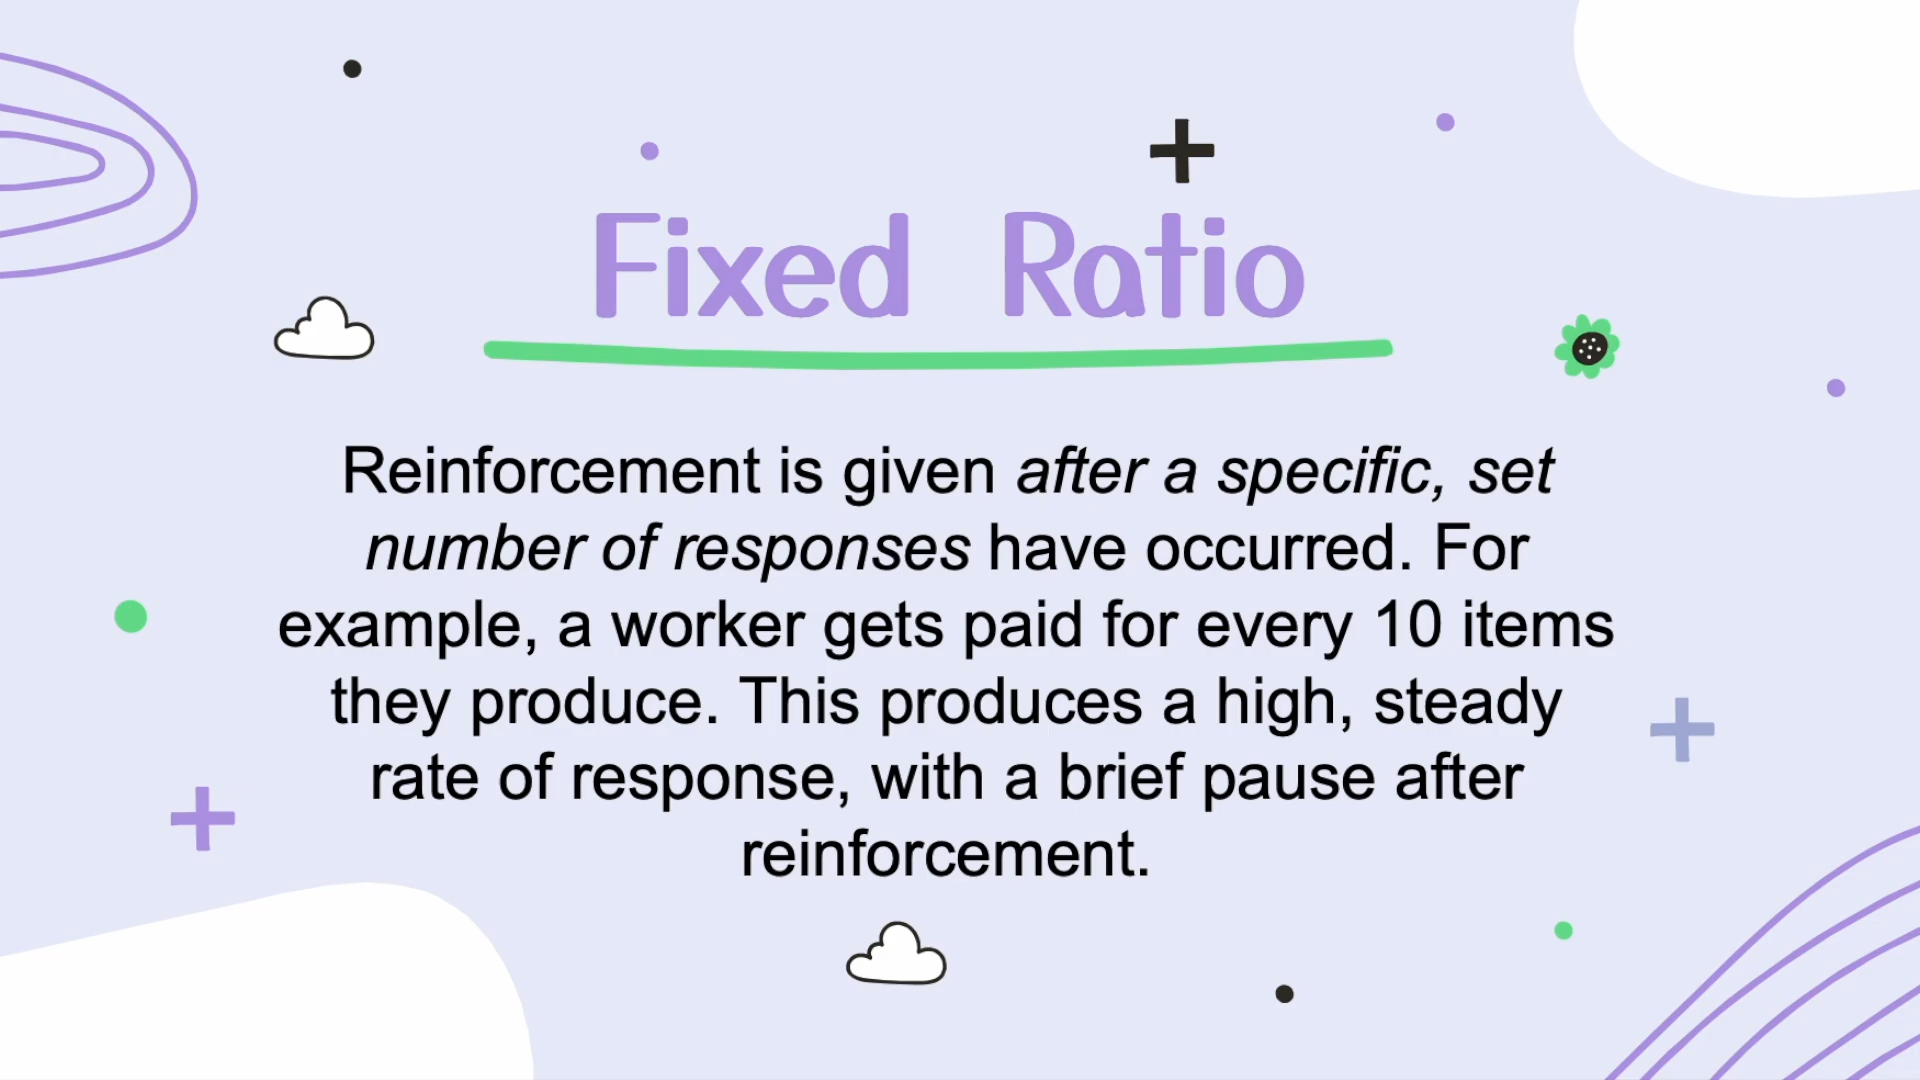 Fixed Ratio
Reinforcement is given after a specific, set
number of responses have occurred. For
example, a worker gets paid for every 10 items
they produce. This produces a high, steady
rate of response, with a brief pause after
reinforcement.